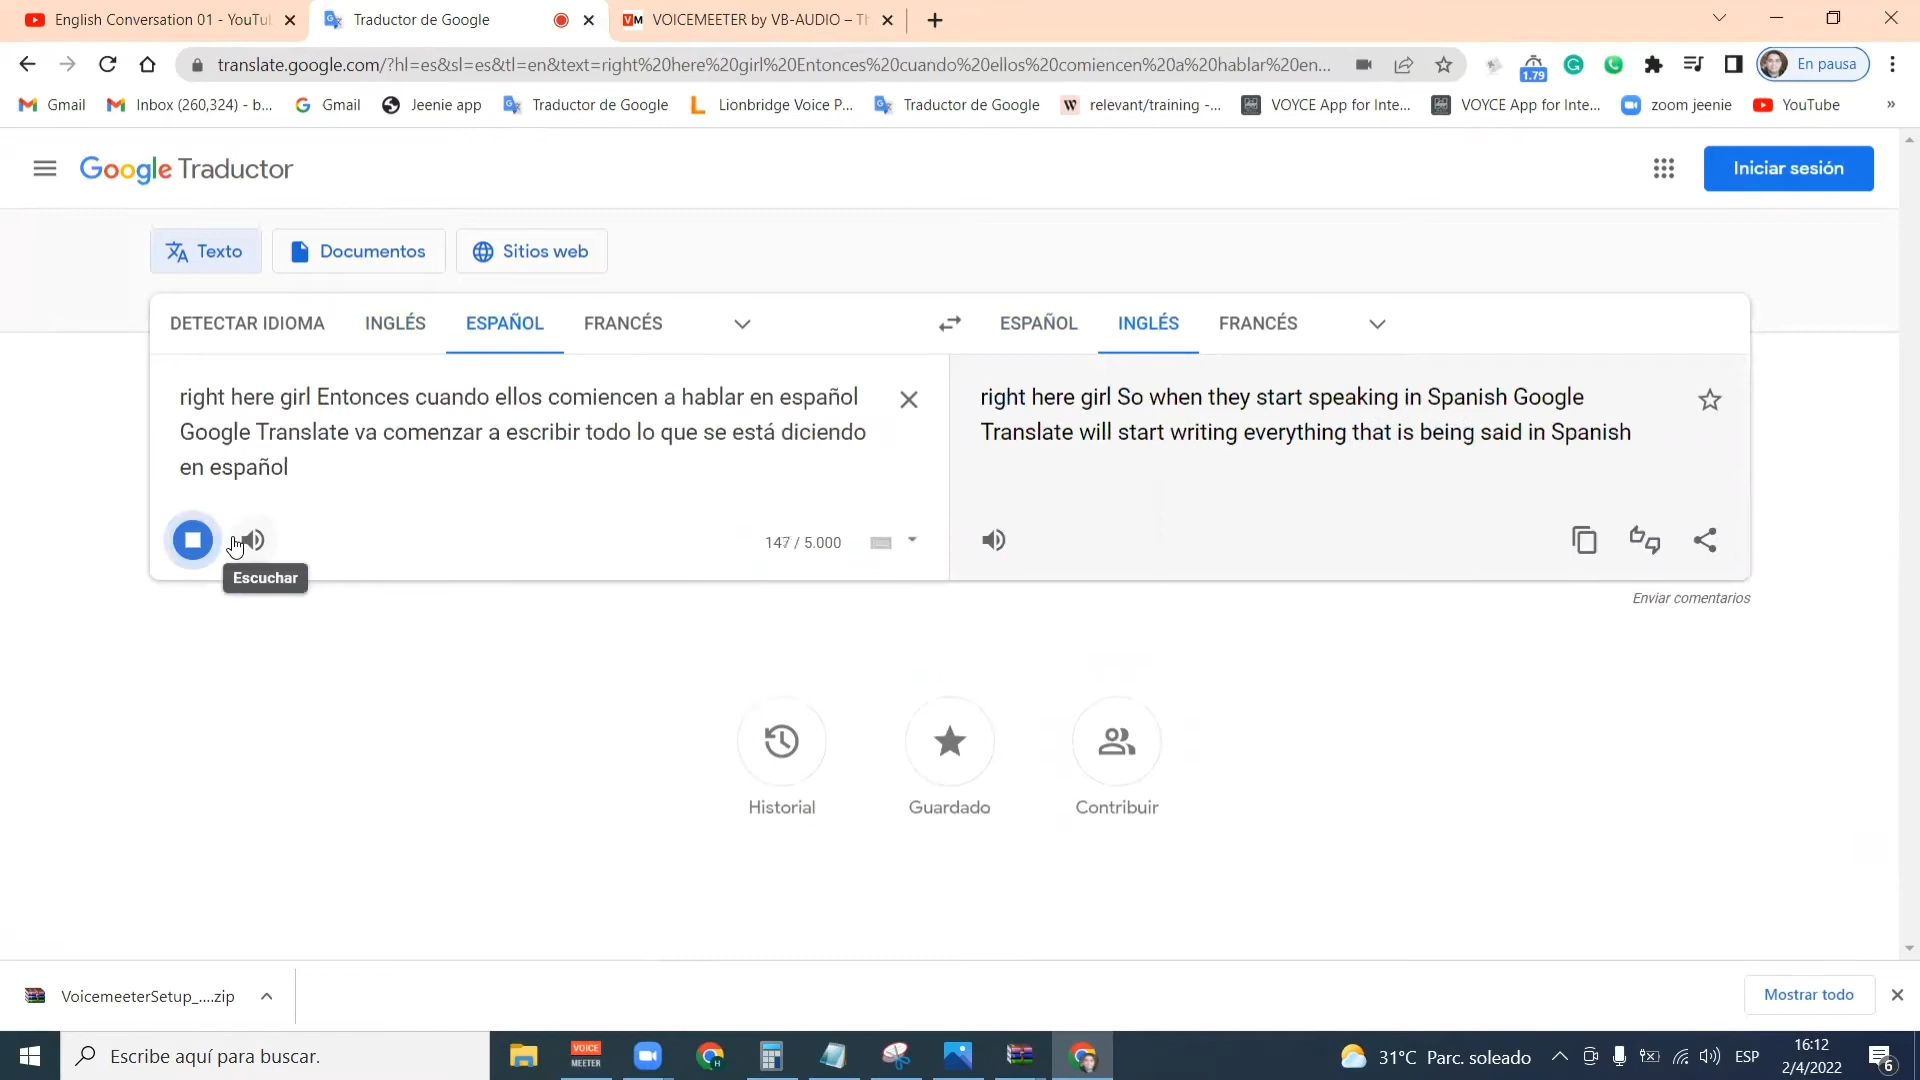 English Conversation 01 - YouTu
Traductor de Google
VOICEMEETER by VB-AUDIO – Th
translate.google.com/?hl=es&sl=es&tl=en&text=right%20here%20girl%20Entonces%20cuando%20ellos%20comiencen%20a%20hablar%20en...
1.79
En pausa
Gmail
Inbox (260,324) - b...
Gmail
Jeenie app
Traductor de Google
Lionbridge Voice P...
Traductor de Google
relevant/training -...
VOYCE App for Inte...
VOYCE App for Inte...
zoom jeenie
YouTube
»
Google Traductor
Iniciar sesión
Texto
Documentos
Sitios web
DETECTAR IDIOMA
INGLÉS
ESPAÑOL
FRANCÉS
ESPAÑOL
INGLÉS
FRANCÉS
right here girl Entonces cuando ellos comiencen a hablar en español
Google Translate va comenzar a escribir todo lo que se está diciendo
en español
147 / 5.000
Escuchar
right here girl So when they start speaking in Spanish Google
Translate will start writing everything that is being said in Spanish
Enviar comentarios
Historial
Guardado
Contribuir
VoicemeeterSetup_....zip
Mostrar todo
Escribe aquí para buscar.
VOICE
MEETER
31°C Parc. soleado
ESP
16:12
2/4/2022
6